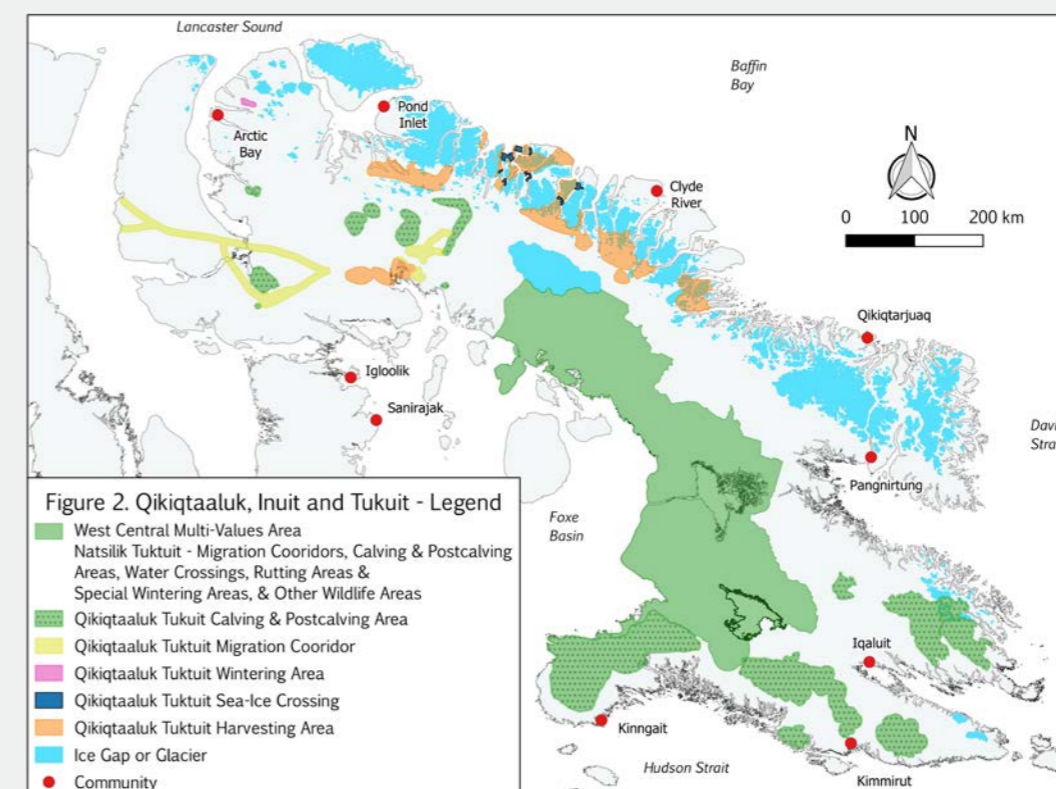 Lancaster Sound
Baffin
Bay
Pond
Inlet
Arctic
Bay
N
Clyde
River
0 100 200 km
Qikiqtarjuaq
Igloolik
Sanirajak
Davi
Stra
Pangnirtung
Figure 2. Qikiqtaaluk, Inuit and Tukuit - Legend
West Central Multi-Values Area
Natsilik Tuktuit - Migration Cooridors, Calving & Postcalving
Areas, Water Crossings, Rutting Areas &
Special Wintering Areas, & Other Wildlife Areas
Qikiqtaaluk Tukuit Calving & Postcalving Area
Qikiqtaaluk Tuktuit Migration Cooridor
Qikiqtaaluk Tuktuit Wintering Area
Qikiqtaaluk Tuktuit Sea-Ice Crossing
Qikiqtaaluk Tuktuit Harvesting Area
Ice Gap or Glacier
Community
Foxe
Basin
Iqaluit
Kinngait
Hudson Strait
Kimmirut